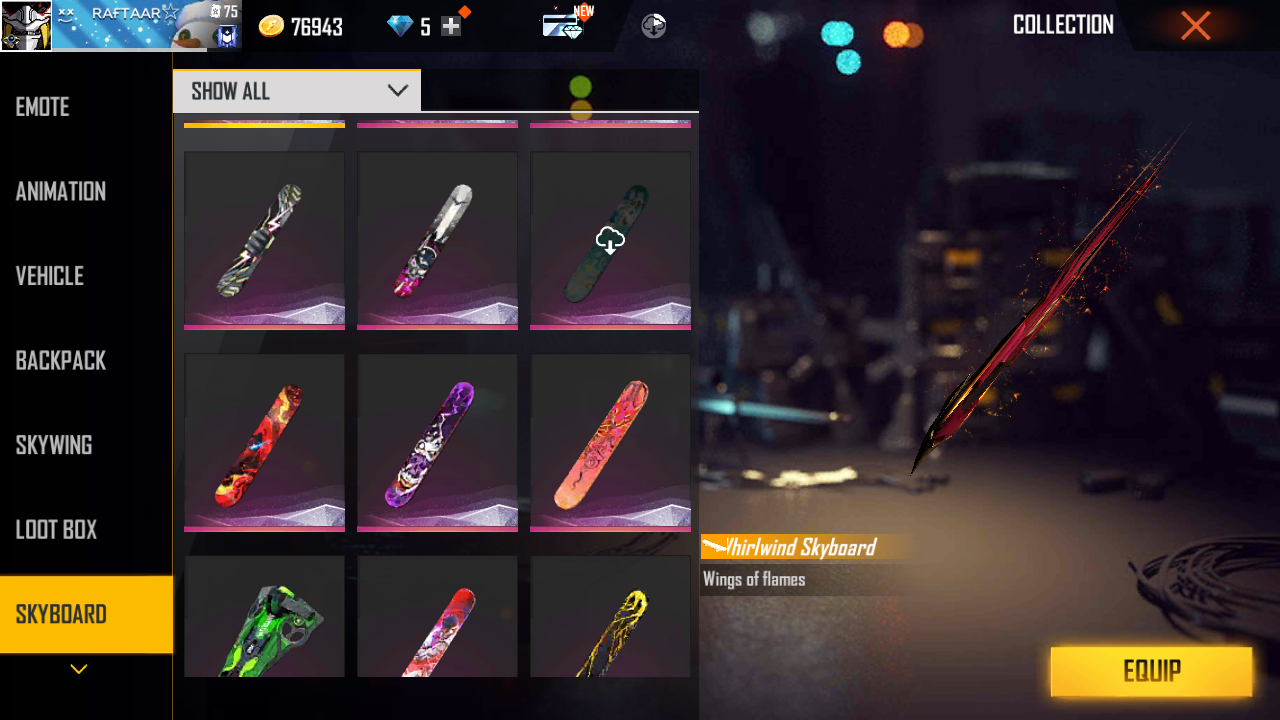 RAFTAAR☆
75
76943
5
NEW
COLLECTION
SHOW ALL
EMOTE
ANIMATION
VEHICLE
BACKPACK
SKYWING
LOOT BOX
SKYBOARD
Whirlwind Skyboard
Wings of flames
EQUIP